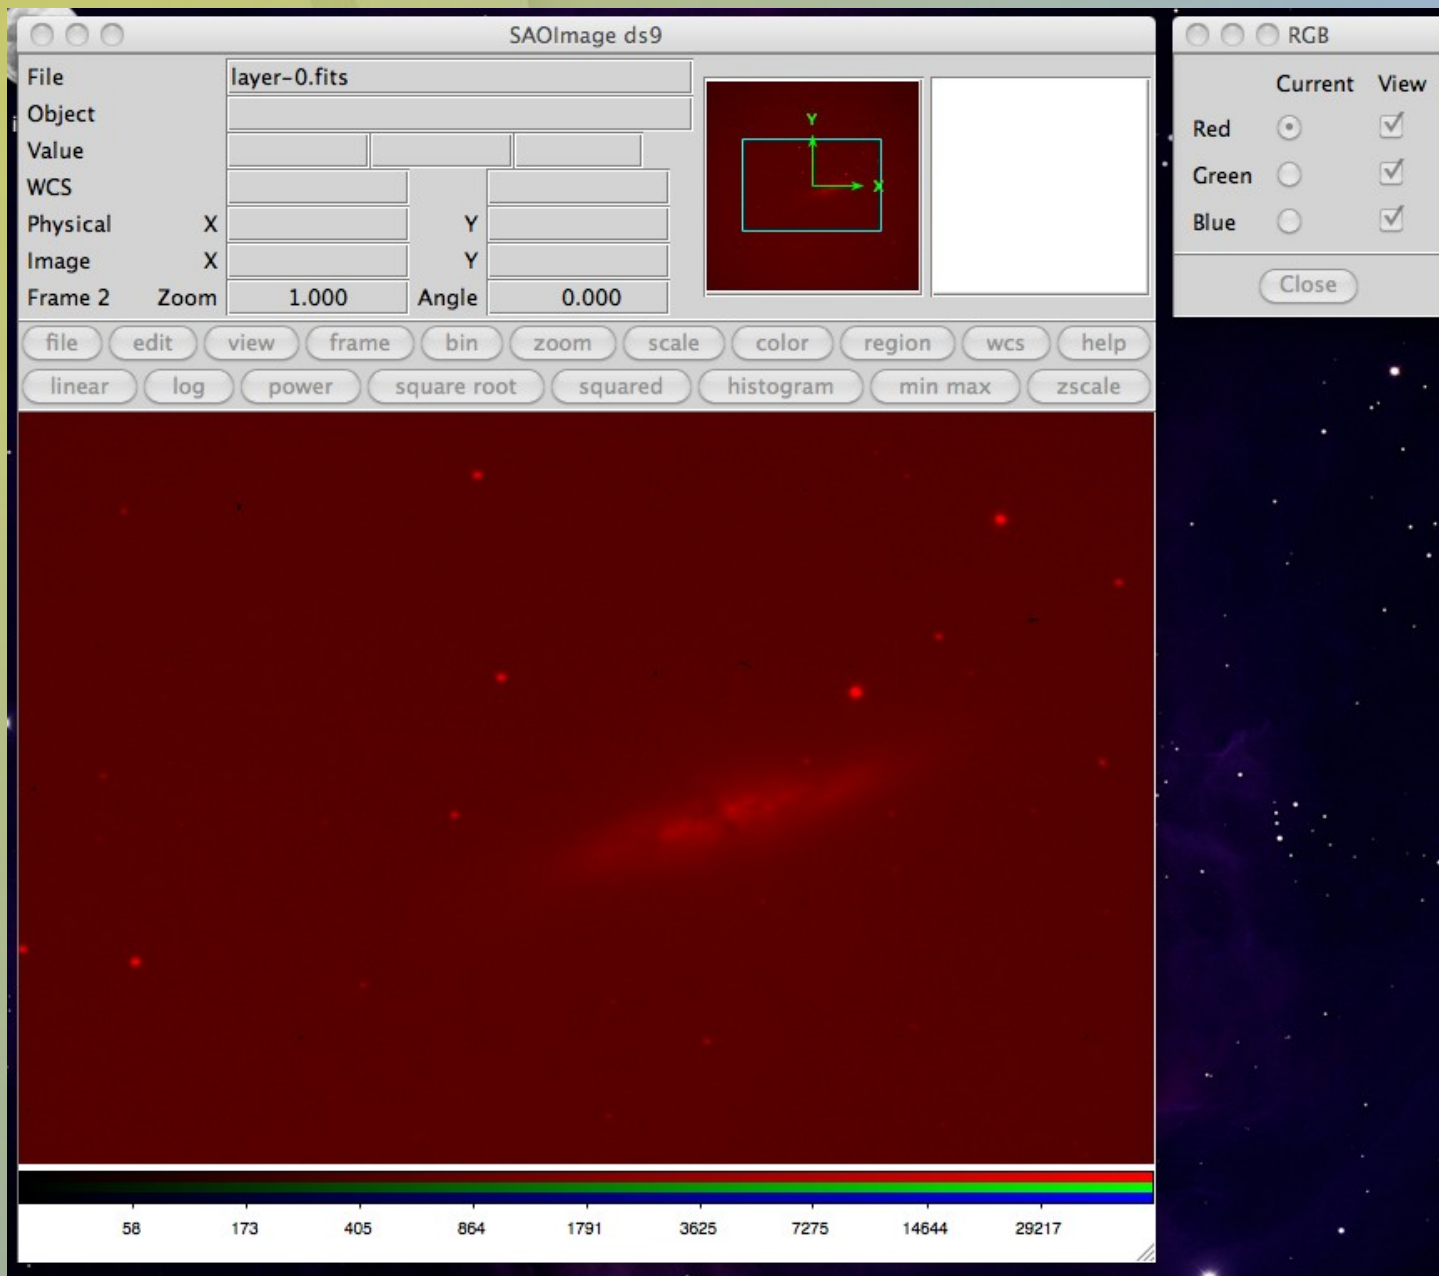 SAOImage ds9
File layer-0.fits
Object
Value
WCS
Physical X Y
Image X Y
Frame 2 Zoom 1.000 Angle 0.000
Y
X
file edit view frame bin zoom scale color region wcs help
linear log power square root squared histogram min max zscale
58 173 405 864 1791 3625 7275 14644 29217
RGB
Current View
Red
Green
Blue
Close